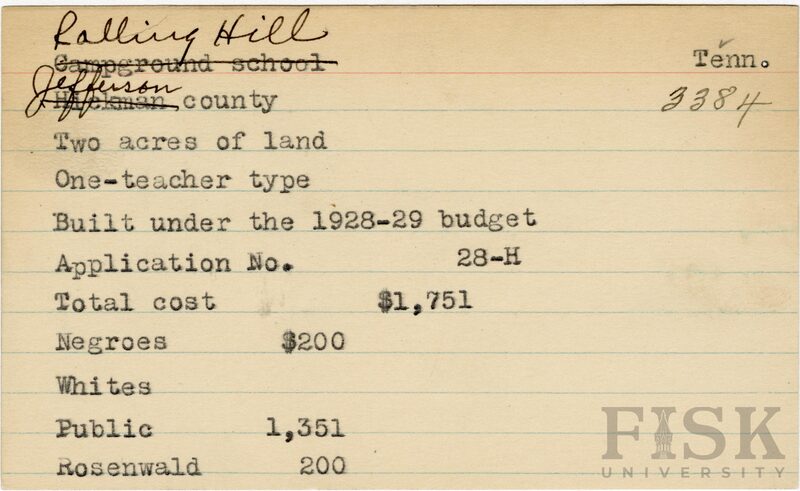 Rolling Hill
Campground school Tenn.
Jefferson
Hickman county 3384
Two acres of land
One-teacher type
Built under the 1928-29 budget
Application No. 28-H
Total cost $1,751
Negroes $200
Whites
Public 1,351
Rosenwald 200
FISK
UNIVERSITY